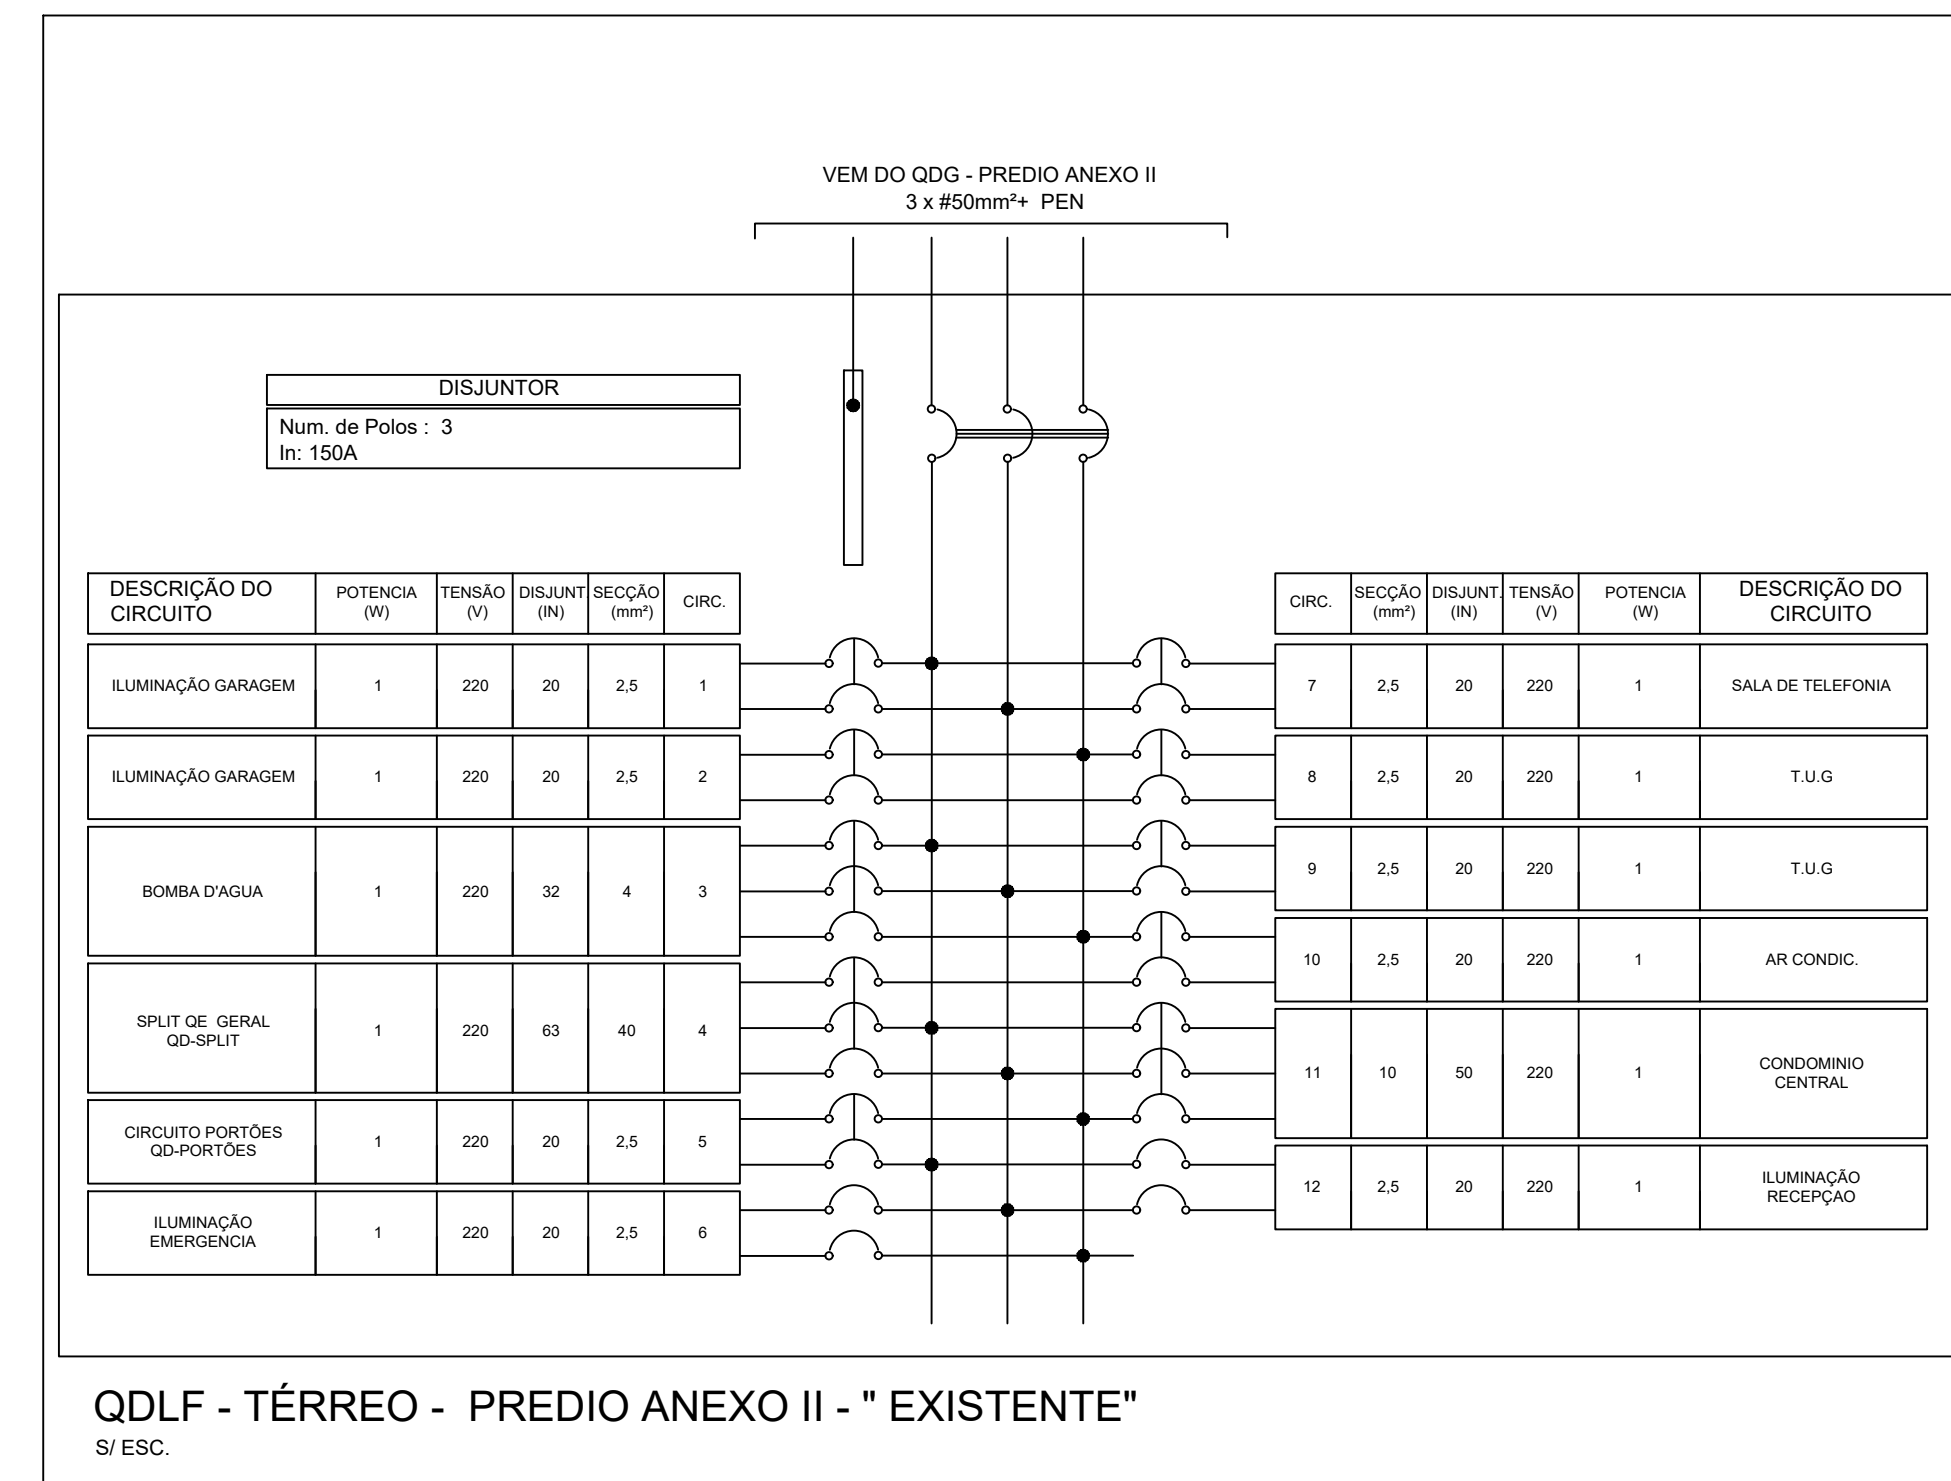 VEM DO QDG - PREDIO ANEXO II
3 x #50mm²+ PEN
DISJUNTOR
Num. de Polos : 3
In: 150A
DESCRIÇÃO DO CIRCUITO POTENCIA (W) TENSÃO (V) DISJUNT. (IN) SECÇÃO (mm²) CIRC.
ILUMINAÇÃO GARAGEM 1 220 20 2,5 1
ILUMINAÇÃO GARAGEM 1 220 20 2,5 2
BOMBA D'AGUA 1 220 32 4 3
SPLIT QE GERAL QD-SPLIT 1 220 63 40 4
CIRCUITO PORTÕES QD-PORTÕES 1 220 20 2,5 5
ILUMINAÇÃO EMERGENCIA 1 220 20 2,5 6
CIRC. SECÇÃO (mm²) DISJUNT. (IN) TENSÃO (V) POTENCIA (W) DESCRIÇÃO DO CIRCUITO
7 2,5 20 220 1 SALA DE TELEFONIA
8 2,5 20 220 1 T.U.G
9 2,5 20 220 1 T.U.G
10 2,5 20 220 1 AR CONDIC.
11 10 50 220 1 CONDOMINIO CENTRAL
12 2,5 20 220 1 ILUMINAÇÃO RECEPÇAO
QDLF - TÉRREO - PREDIO ANEXO II - " EXISTENTE"
S/ ESC.